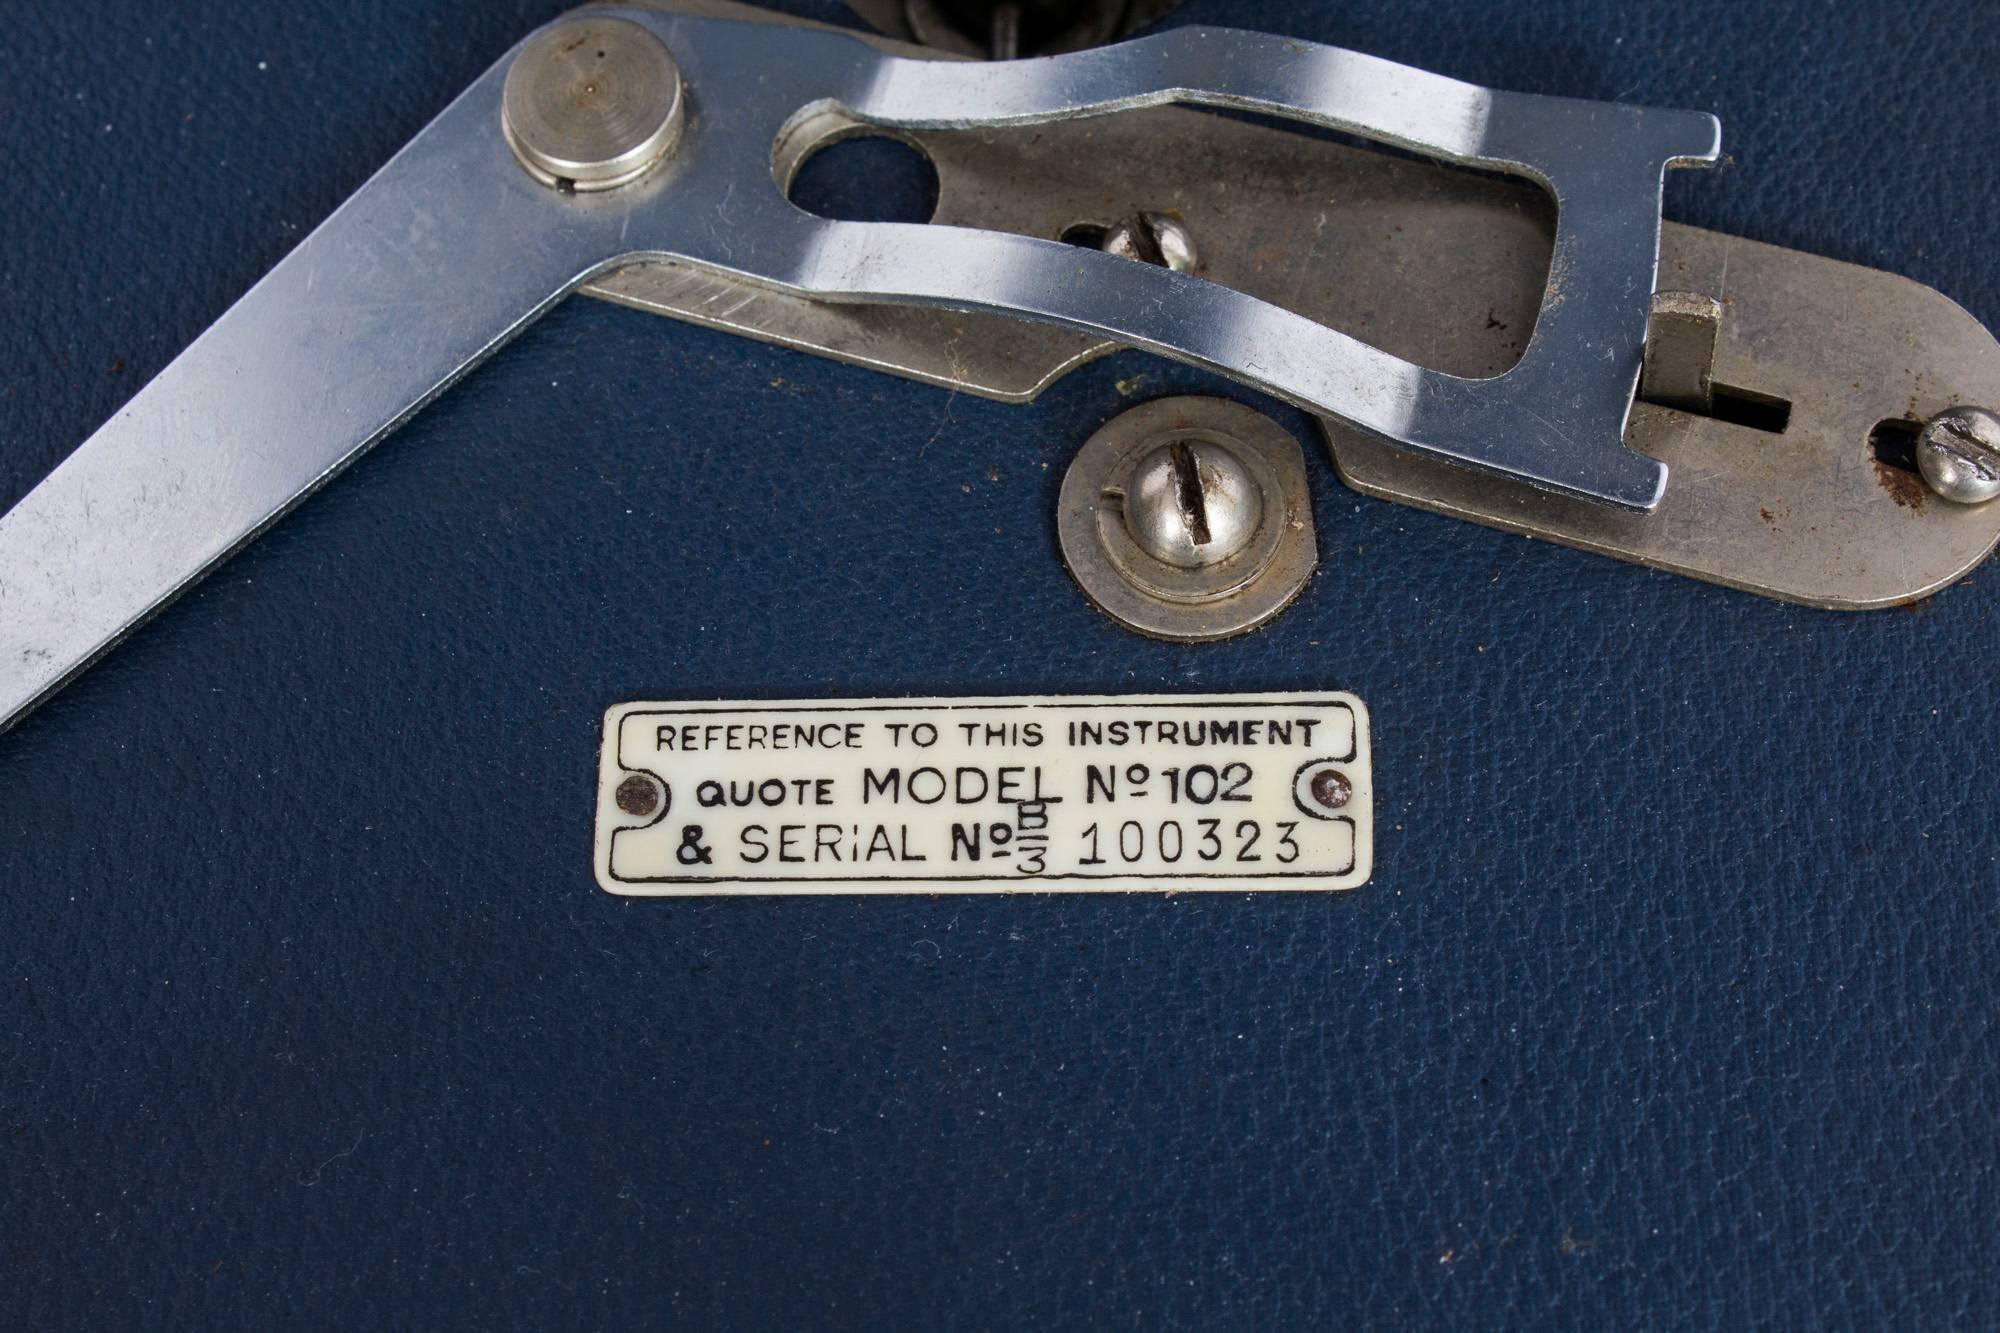 REFERENCE TO THIS INSTRUMENT
QUOTE MODEL Nº 102
& SERIAL Nº B/3 100323